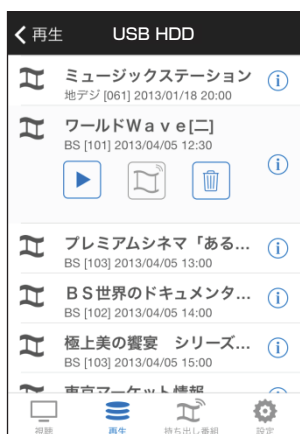 再生 USB HDD
ミュージックステーション
地デジ [061] 2013/01/18 20:00
ワールドＷａｖｅ[二]
BS [101] 2013/04/05 12:30
プレミアムシネマ「ある...
BS [103] 2013/04/05 13:00
ＢＳ世界のドキュメンタ...
BS [102] 2013/04/05 14:00
極上美の饗宴　シリーズ...
BS [103] 2013/04/05 15:00
東京マーケット情報
視聴 再生 持ち出し番組 設定